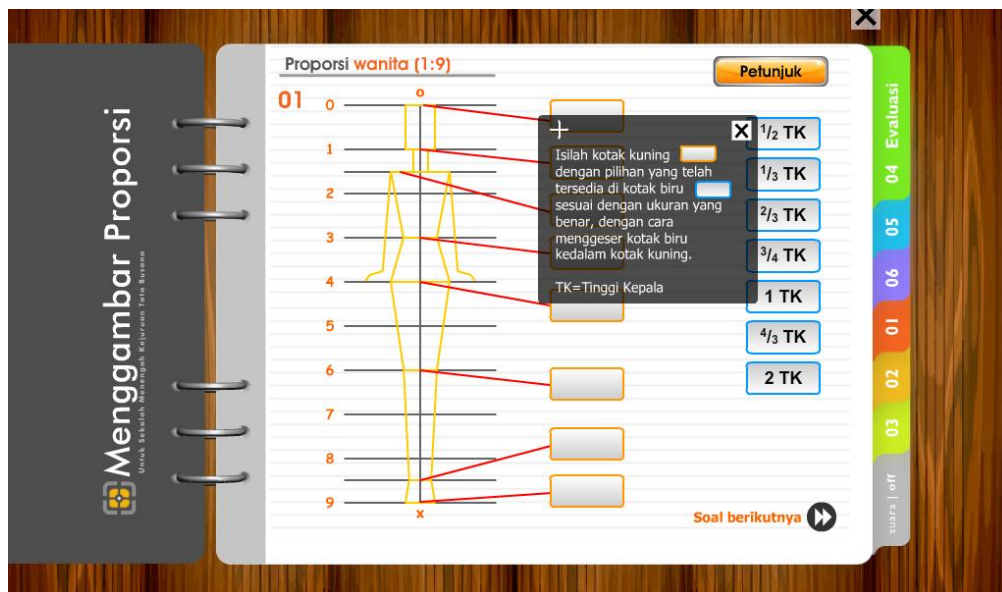 Menggambar Proporsi
Untuk Sekolah Menengah Kejuruan Tata Busana
Proporsi wanita (1:9)
Petunjuk
01
o
0
1
2
3
4
5
6
7
8
9
x
Isilah kotak kuning
dengan pilihan yang telah
tersedia di kotak biru
sesuai dengan ukuran yang
benar, dengan cara
menggeser kotak biru
kedalam kotak kuning.
TK=Tinggi Kepala
1/2 TK
1/3 TK
2/3 TK
3/4 TK
1 TK
4/3 TK
2 TK
Soal berikutnya
Evaluasi
04
05
06
01
02
03
suara | off